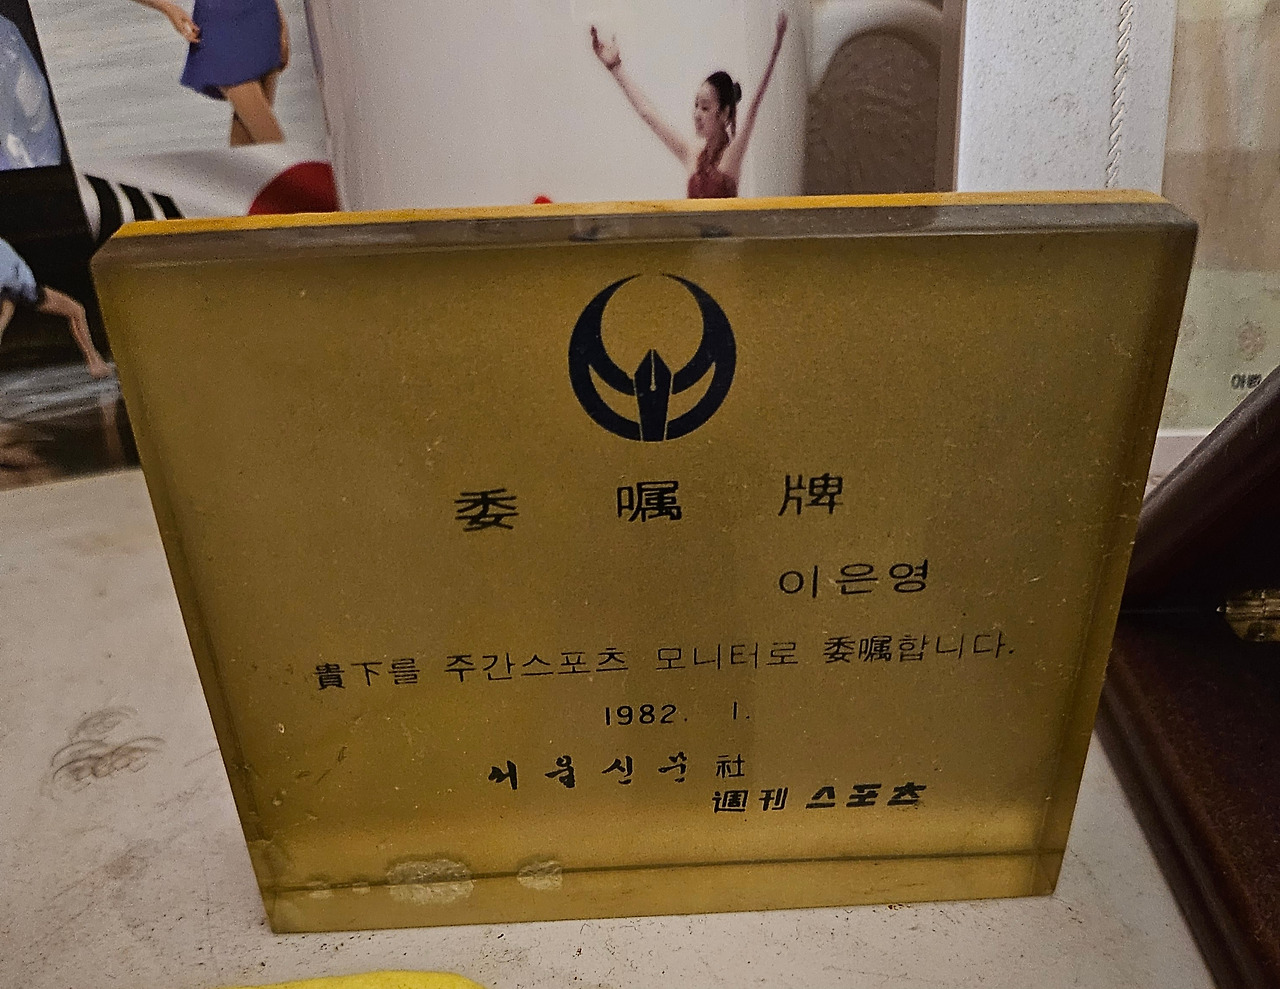 委嘱牌
이은영
貴下를 주간스포츠 모니터로 委嘱합니다.
1982. 1.
서울신문社
週刊 스포츠